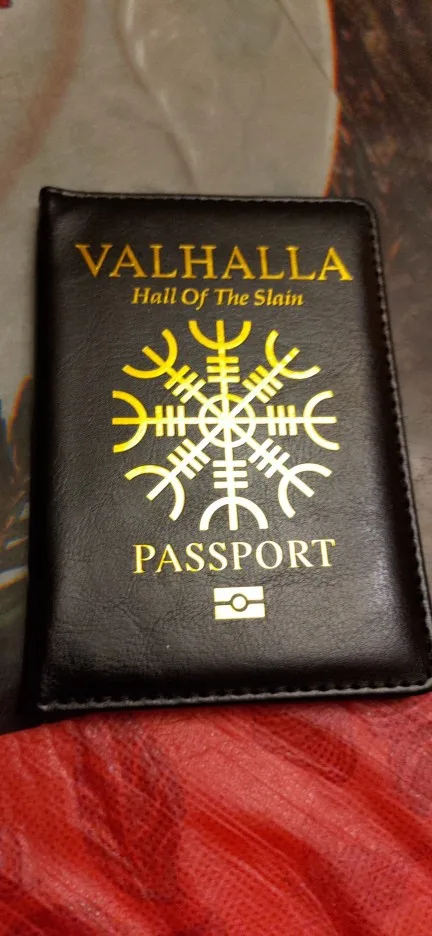 VALHALLA
Hall Of The Slain
PASSPORT